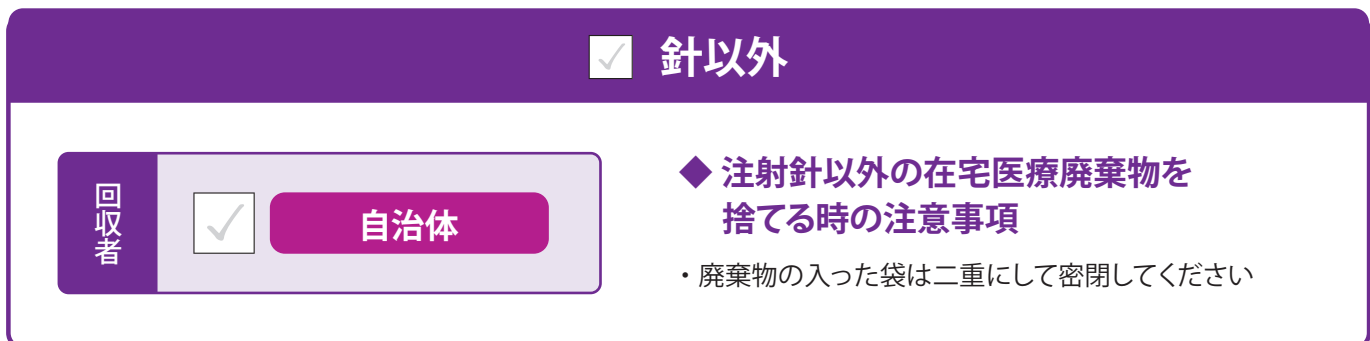 針以外
回収者
自治体
◆ 注射針以外の在宅医療廃棄物を
捨てる時の注意事項
・廃棄物の入った袋は二重にして密閉してください